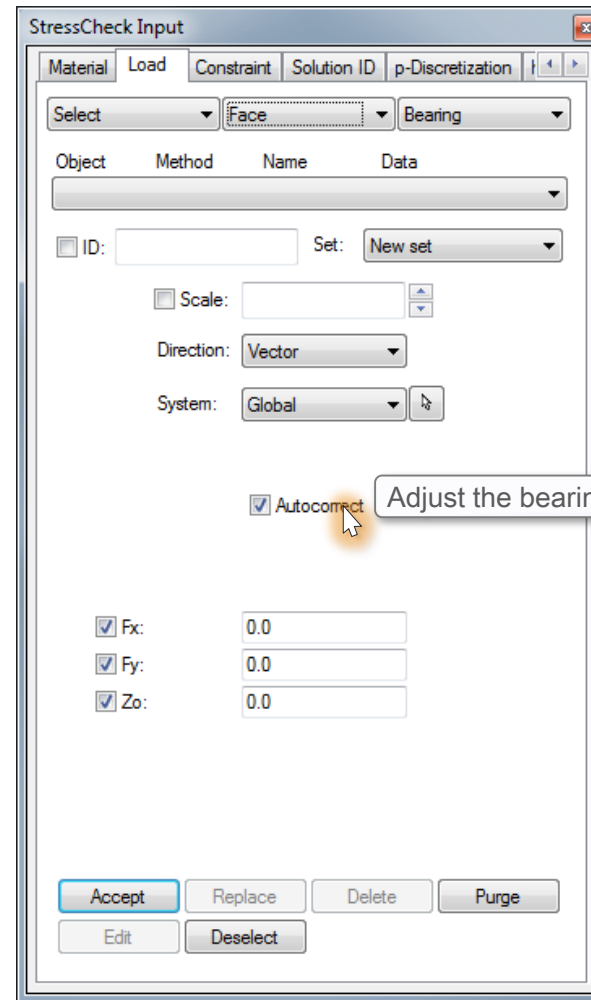 StressCheck Input
Material Load Constraint Solution ID p-Discretization
Select Face Bearing
Object Method Name Data
ID: Set: New set
Scale:
Direction: Vector
System: Global
Autocorrect Adjust the bearin
Fx: 0.0
Fy: 0.0
Zo: 0.0
Accept Replace Delete Purge
Edit Deselect